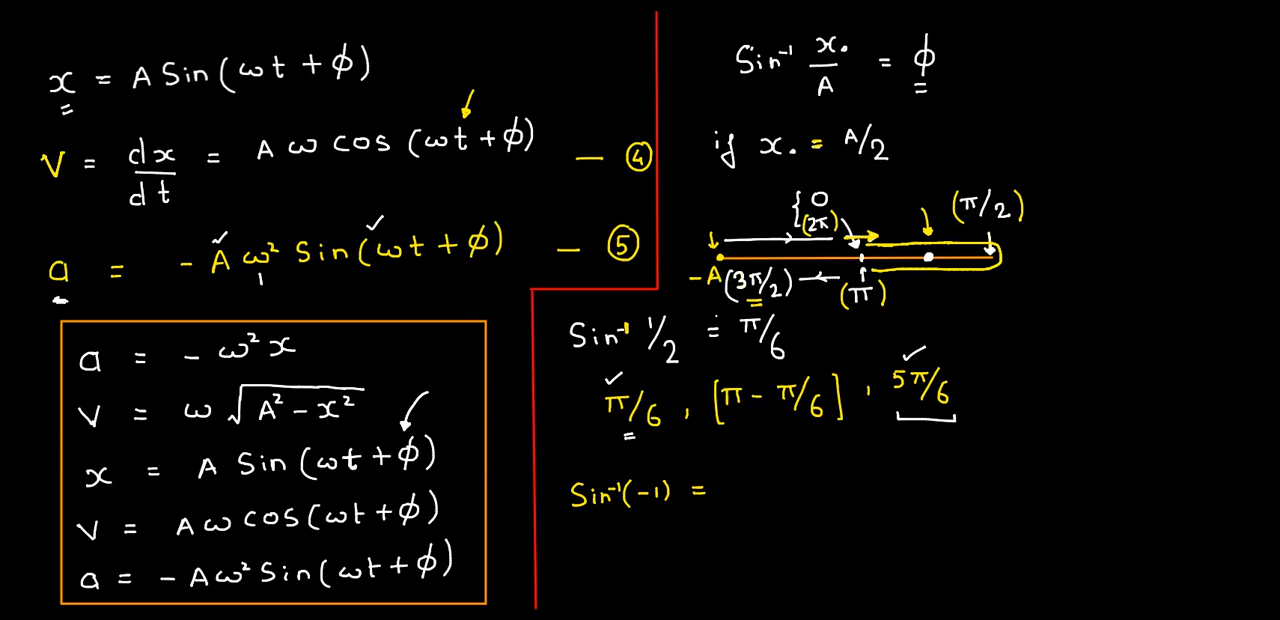 x = A Sin(ωt + ϕ)
V = dx/dt = A ω cos (ωt + ϕ) — ④
a = - A ω² Sin(ωt + ϕ) — ⑤
a = - ω²x
v = ω √(A² - x²)
x = A Sin(ωt + ϕ)
v = Aω cos(ωt + ϕ)
a = - Aω² Sin(ωt + ϕ)
Sin⁻¹ x₀/A = ϕ
if x₀ = A/2
{0 (2π) (π/2)
-A (3π/2) (π)
Sin⁻¹ 1/2 = π/6
π/6 , [π - π/6] , 5π/6
Sin⁻¹(-1) =